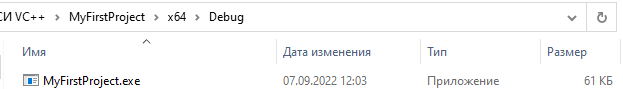 СИ VC++ > MyFirstProject > x64 > Debug
Имя Дата изменения Тип Размер
MyFirstProject.exe 07.09.2022 12:03 Приложение 61 КБ